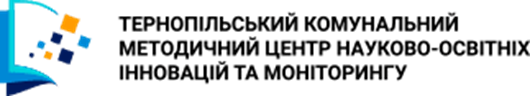 ТЕРНОПІЛЬСЬКИЙ КОМУНАЛЬНИЙ
МЕТОДИЧНИЙ ЦЕНТР НАУКОВО-ОСВІТНІХ
ІННОВАЦІЙ ТА МОНІТОРИНГУ